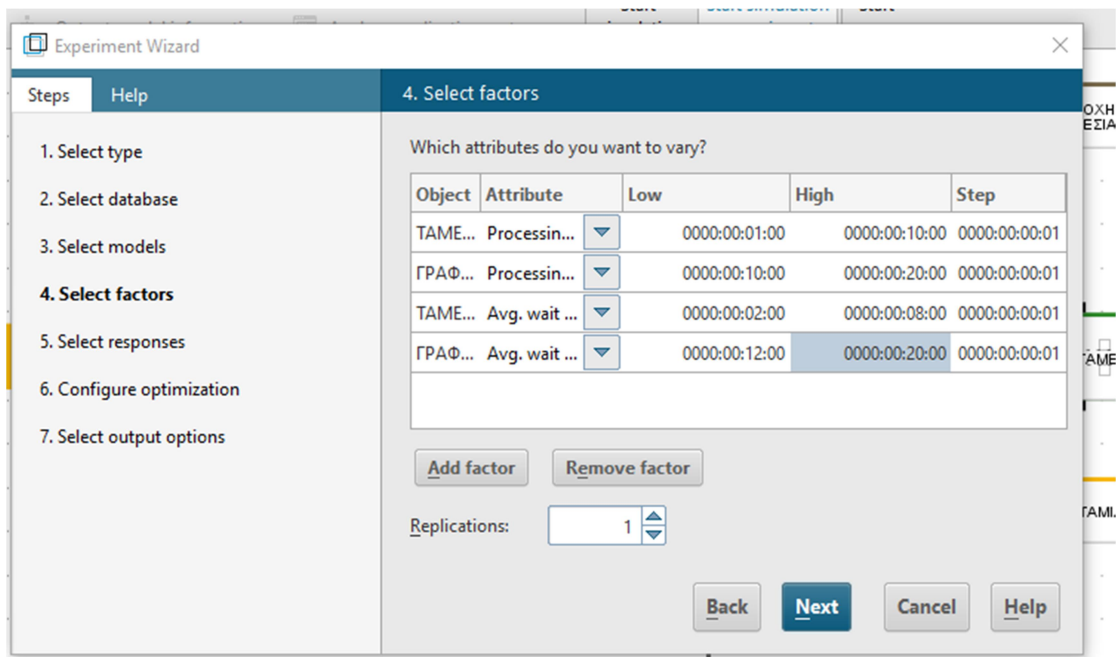 Experiment Wizard
Steps Help
4. Select factors
1. Select type
2. Select database
3. Select models
4. Select factors
5. Select responses
6. Configure optimization
7. Select output options
Which attributes do you want to vary?
Object Attribute Low High Step
ΤΑΜΕ... Processin... 0000:00:01:00 0000:00:10:00 0000:00:00:01
ΓΡΑΦ... Processin... 0000:00:10:00 0000:00:20:00 0000:00:00:01
ΤΑΜΕ... Avg. wait ... 0000:00:02:00 0000:00:08:00 0000:00:00:01
ΓΡΑΦ... Avg. wait ... 0000:00:12:00 0000:00:20:00 0000:00:00:01
Add factor Remove factor
Replications: 1
Back Next Cancel Help
ΟΧΗ
ΕΣΙΑ
ΤΑΜΕ
ΤΑΜΙ